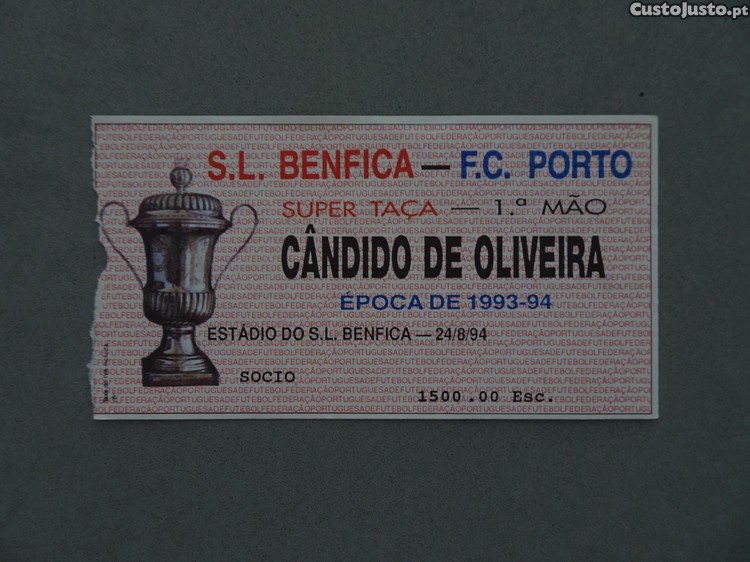 CustoJusto.pt
FUTEBOLFEDERAÇÃOPORTUGUESADEFUTEBOLFEDERAÇÃOPORTUGUESADEFUTEBOLFEDERAÇÃOPORTUGUESADEFUTEBOL
S.L. BENFICA — F.C. PORTO
SUPER TAÇA — 1.ª MÃO
CÂNDIDO DE OLIVEIRA
ÉPOCA DE 1993-94
ESTÁDIO DO S.L. BENFICA — 24/8/94
SOCIO
1500.00 Esc.